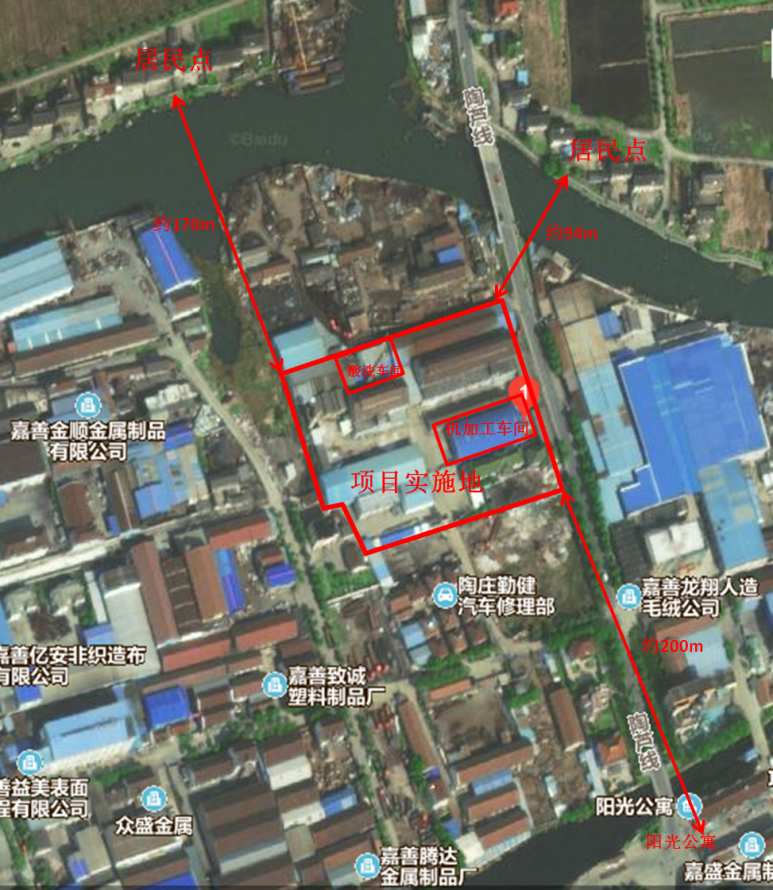 居民点
陶芦线
©Baidu
居民点
约170m
约94m
酸洗车间
嘉善金顺金属制品
有限公司
机加工车间
项目实施地
陶庄勤健
汽车修理部
嘉善龙翔人造
毛绒公司
约200m
嘉善亿安非织造布
有限公司
嘉善致诚
塑料制品厂
陶芦线
善益美表面
程有限公司
众盛金属
阳光公寓
阳光公寓
嘉善腾达
金属制品厂
嘉盛金属制